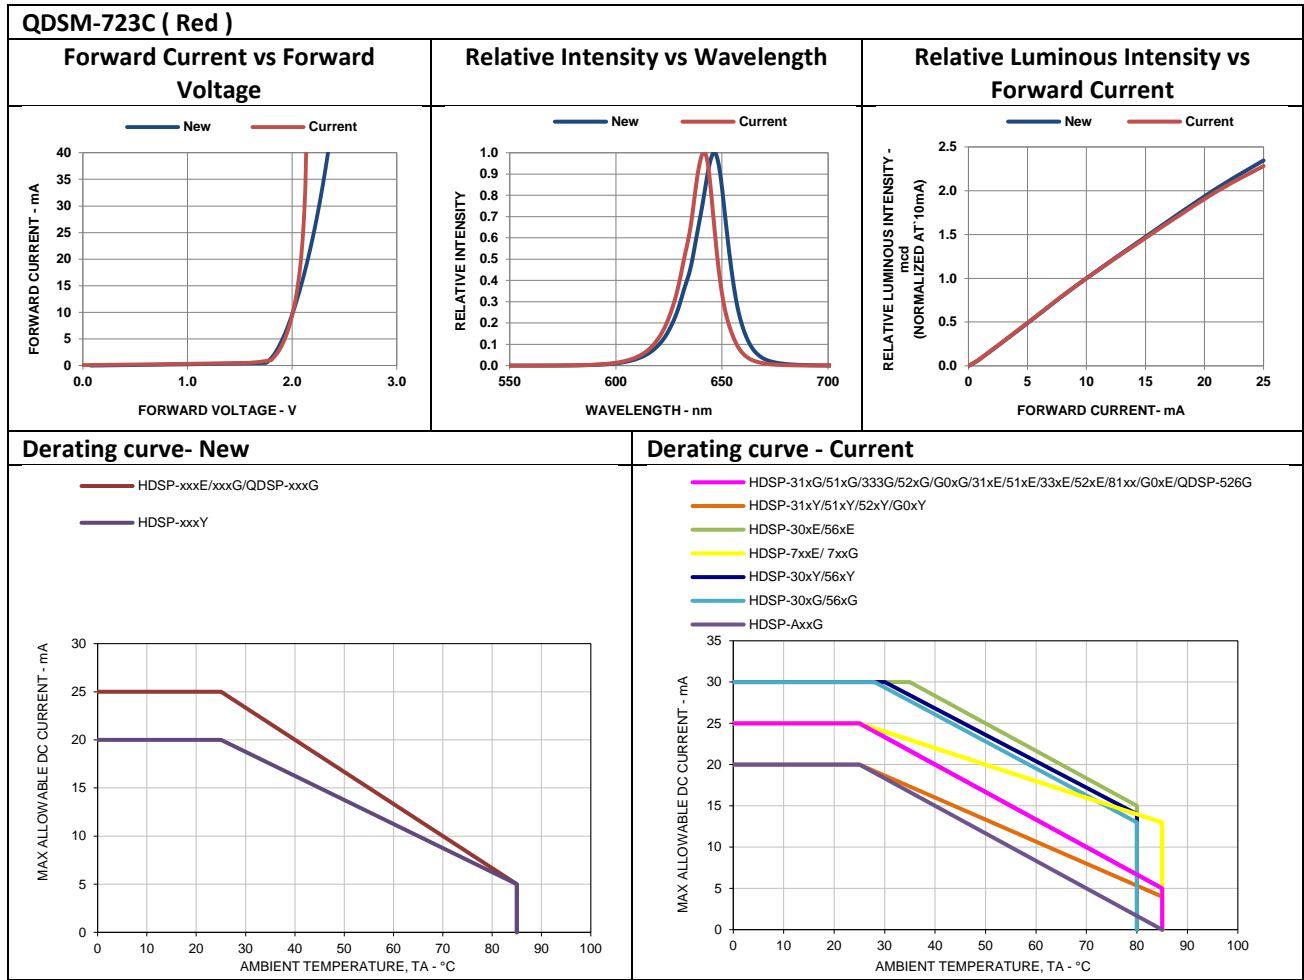 QDSM-723C ( Red )
Forward Current vs Forward
Voltage
New
Current
FORWARD CURRENT - mA
40
35
30
25
20
15
10
5
0
0.0
1.0
2.0
3.0
FORWARD VOLTAGE - V
Relative Intensity vs Wavelength
New
Current
RELATIVE INTENSITY
1.0
0.9
0.8
0.7
0.6
0.5
0.4
0.3
0.2
0.1
0.0
550
600
650
700
WAVELENGTH - nm
Relative Luminous Intensity vs
Forward Current
New
Current
RELATIVE LUMINOUS INTENSITY -
mcd
(NORMALIZED AT`10mA)
2.5
2.0
1.5
1.0
0.5
0.0
0
5
10
15
20
25
FORWARD CURRENT- mA
Derating curve- New
HDSP-xxxE/xxxG/QDSP-xxxG
HDSP-xxxY
MAX ALLOWABLE DC CURRENT - mA
30
25
20
15
10
5
0
0
10
20
30
40
50
60
70
80
90
100
AMBIENT TEMPERATURE, TA - °C
Derating curve - Current
HDSP-31xG/51xG/333G/52xG/G0xG/31xE/51xE/33xE/52xE/81xx/G0xE/QDSP-526G
HDSP-31xY/51xY/52xY/G0xY
HDSP-30xE/56xE
HDSP-7xxE/ 7xxG
HDSP-30xY/56xY
HDSP-30xG/56xG
HDSP-AxxG
MAX ALLOWABLE DC CURRENT - mA
35
30
25
20
15
10
5
0
0
10
20
30
40
50
60
70
80
90
100
AMBIENT TEMPERATURE, TA - °C